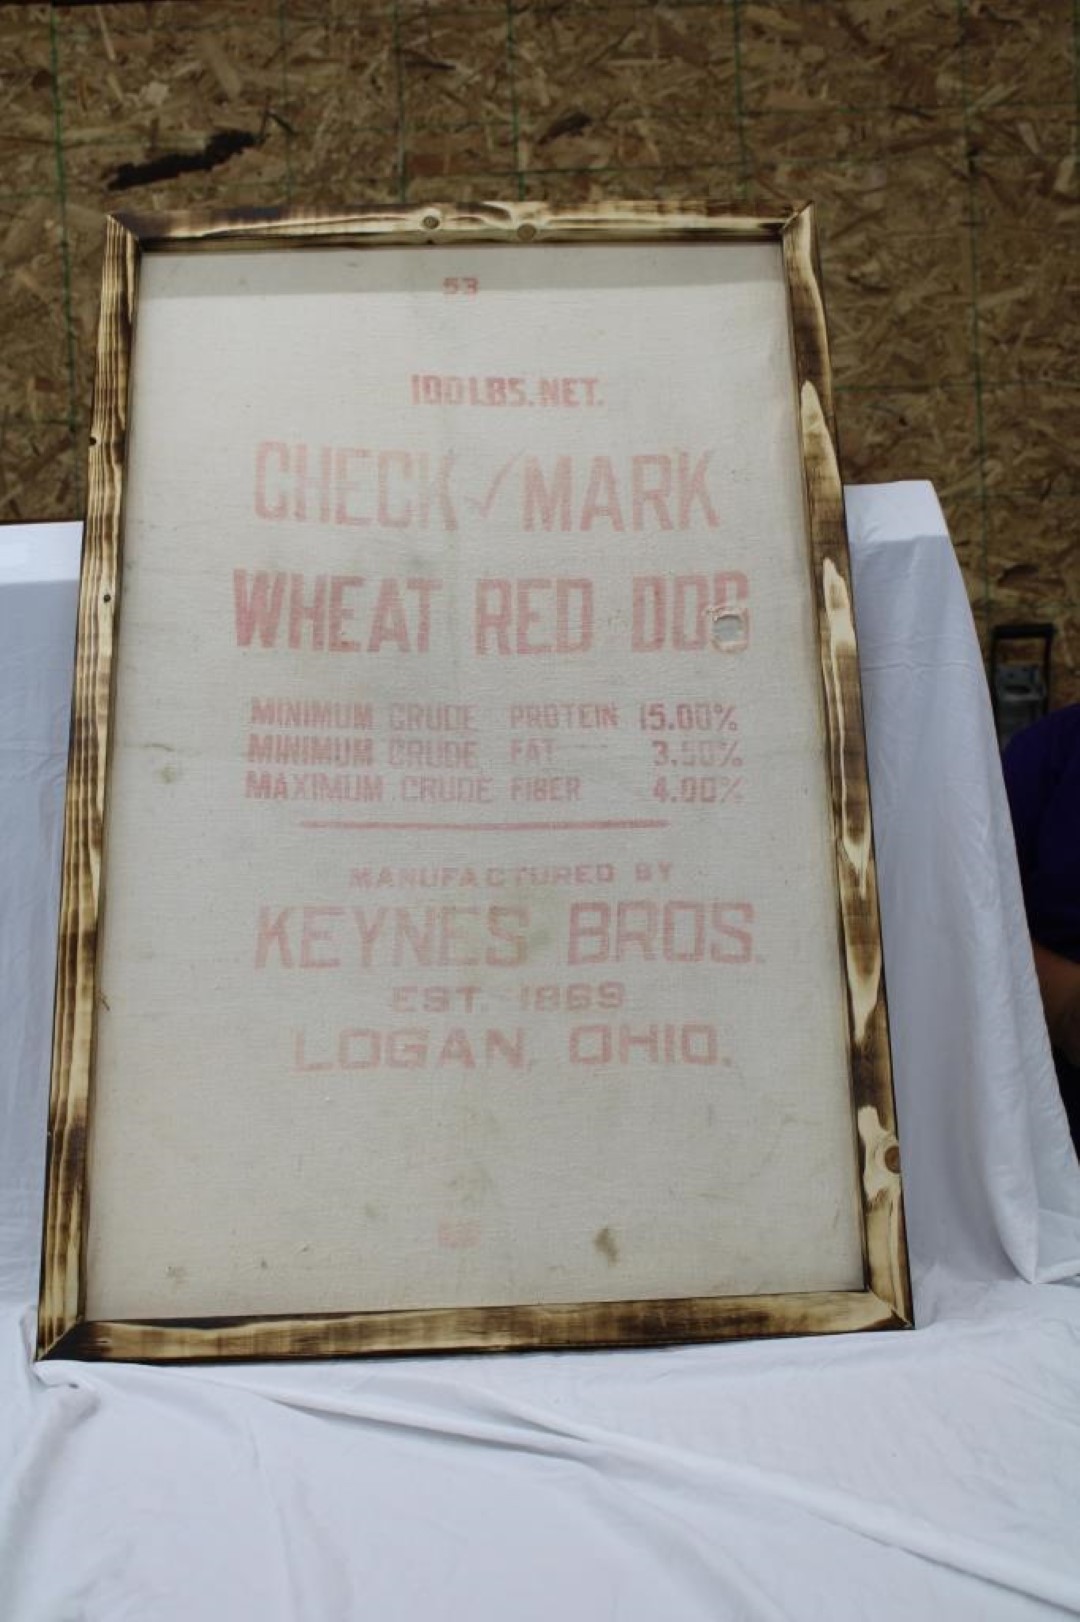 53
100 LBS. NET.
CHECK ✓ MARK
WHEAT RED DOG
MINIMUM CRUDE PROTEIN 15.00%
MINIMUM CRUDE FAT 3.50%
MAXIMUM CRUDE FIBER 4.00%
MANUFACTURED BY
KEYNES BROS.
EST. 1869
LOGAN, OHIO.